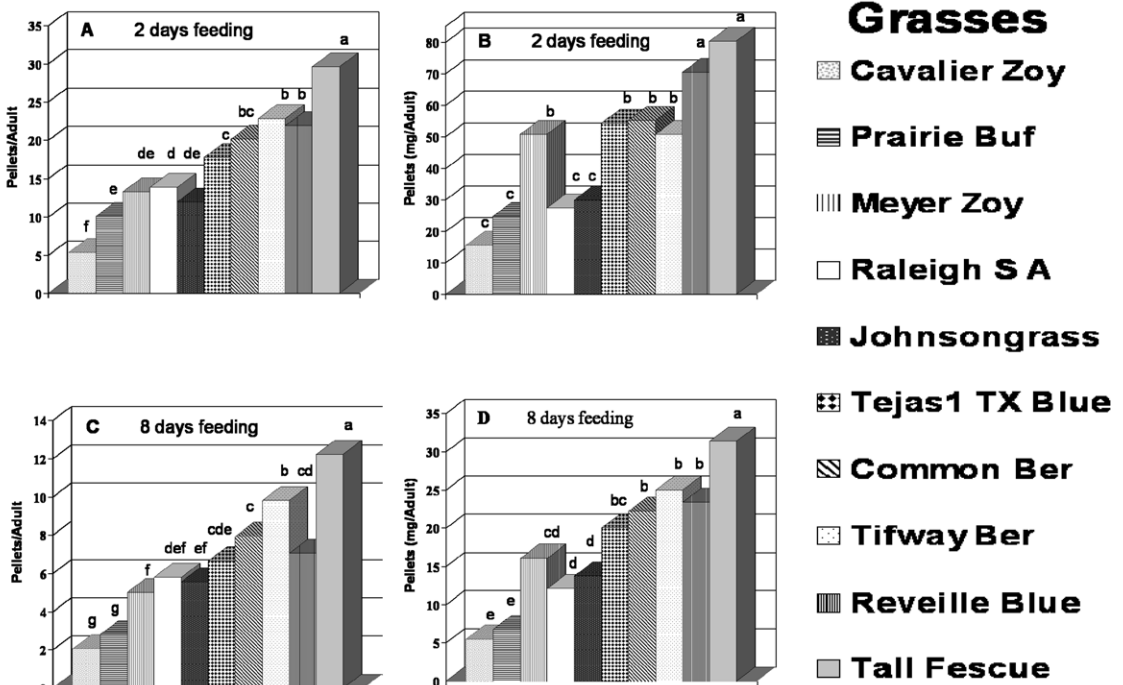 A 2 days feeding
Pellets/Adult
35
30
25
20
15
10
5
0
f
e
de
d
de
c
bc
b
b
a
B 2 days feeding
Pellets (mg/Adult)
80
70
60
50
40
30
20
10
0
c
c
b
c
c
b
b
b
a
a
C 8 days feeding
Pellets/Adult
14
12
10
8
6
4
2
g
g
f
def
ef
cde
c
b
cd
a
D 8 days feeding
Pellets (mg/Adult)
35
30
25
20
15
10
5
0
e
e
cd
d
d
bc
b
b
b
a
Grasses
Cavalier Zoy
Prairie Buf
Meyer Zoy
Raleigh S A
Johnsongrass
Tejas1 TX Blue
Common Ber
Tifway Ber
Reveille Blue
Tall Fescue